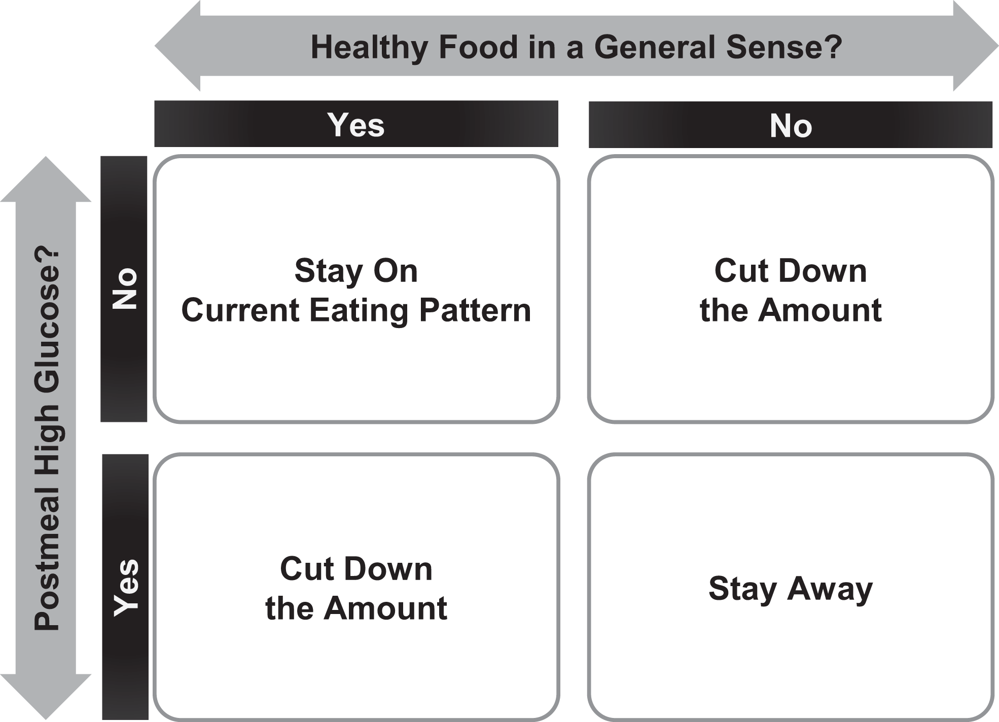 Healthy Food in a General Sense?
Yes
No
Postmeal High Glucose?
No
Stay On
Current Eating Pattern
Cut Down
the Amount
Yes
Cut Down
the Amount
Stay Away